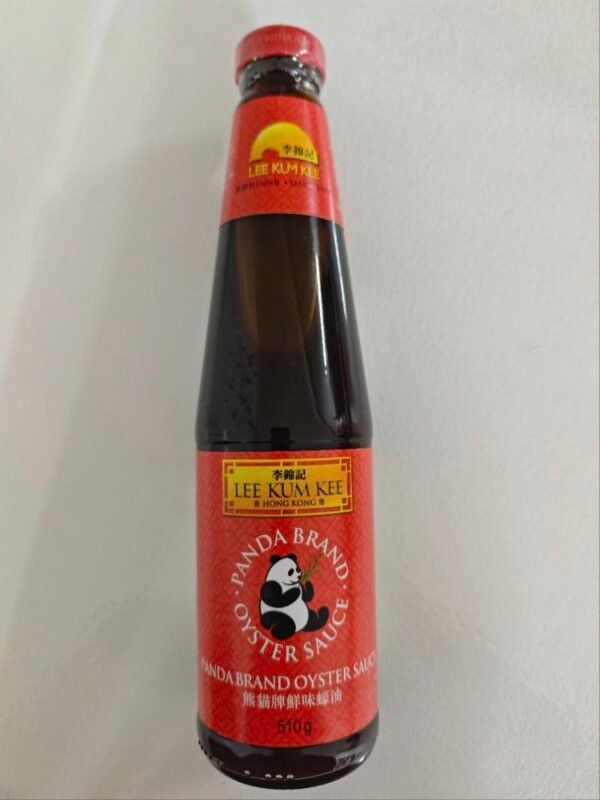 李錦記
LEE KUM KEE
李錦記
LEE KUM KEE
香 HONG KONG 港
· PANDA BRAND ·
OYSTER SAUCE
PANDA BRAND OYSTER SAUCE
熊貓牌鮮味蠔油
510g